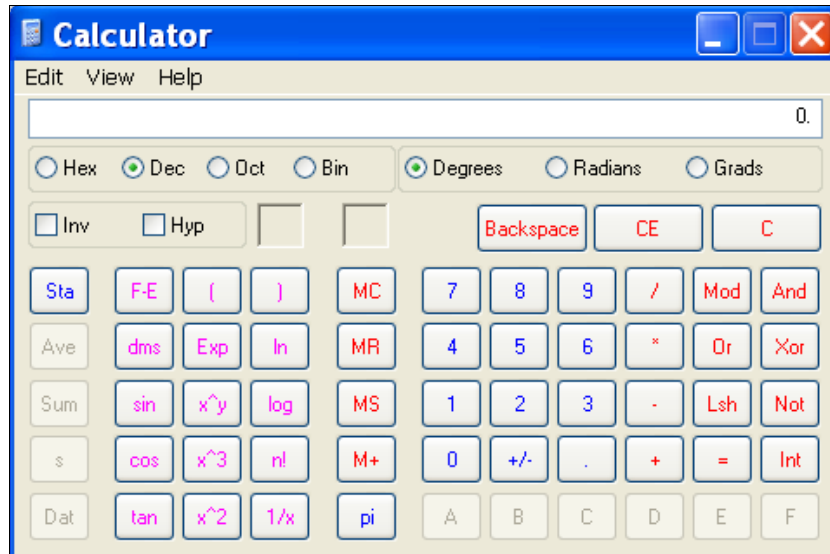 Calculator
Edit View Help
0.
Hex Dec Oct Bin Degrees Radians Grads
Inv Hyp Backspace CE C
Sta F-E ( ) MC 7 8 9 / Mod And
Ave dms Exp ln MR 4 5 6 * Or Xor
Sum sin x^y log MS 1 2 3 - Lsh Not
s cos x^3 n! M+ 0 +/- . + = Int
Dat tan x^2 1/x pi A B C D E F